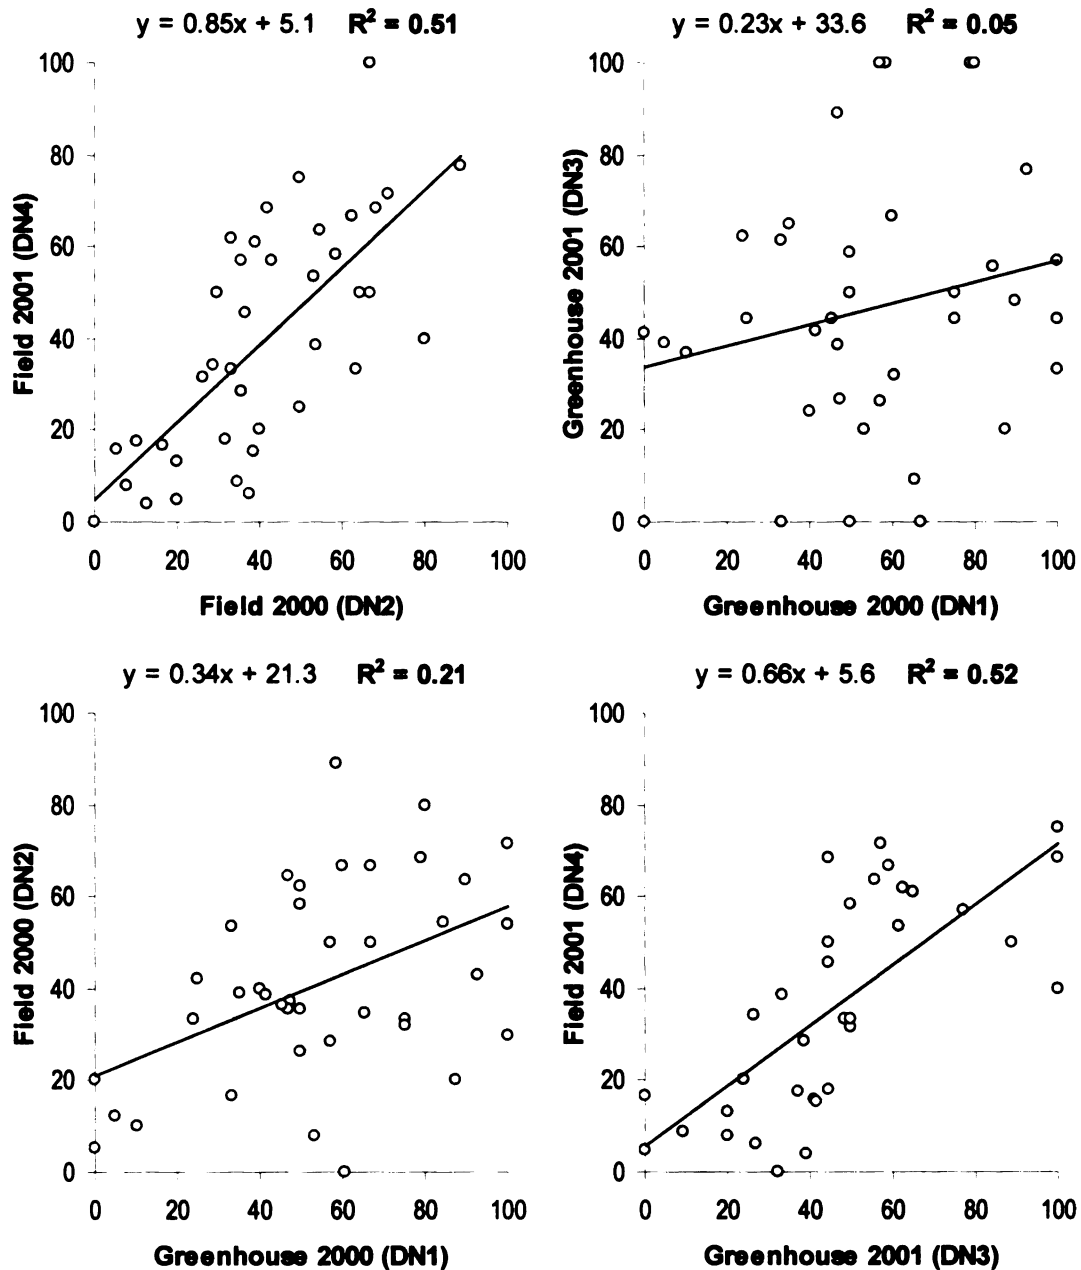 y = 0.85x + 5.1 R² = 0.51
100
80
60
40
20
0
Field 2001 (DN4)
0 20 40 60 80 100
Field 2000 (DN2)
y = 0.23x + 33.6 R² = 0.05
100
80
60
40
20
0
Greenhouse 2001 (DN3)
0 20 40 60 80 100
Greenhouse 2000 (DN1)
y = 0.34x + 21.3 R² = 0.21
100
80
60
40
20
0
Field 2000 (DN2)
0 20 40 60 80 100
Greenhouse 2000 (DN1)
y = 0.66x + 5.6 R² = 0.52
100
80
60
40
20
0
Field 2001 (DN4)
0 20 40 60 80 100
Greenhouse 2001 (DN3)